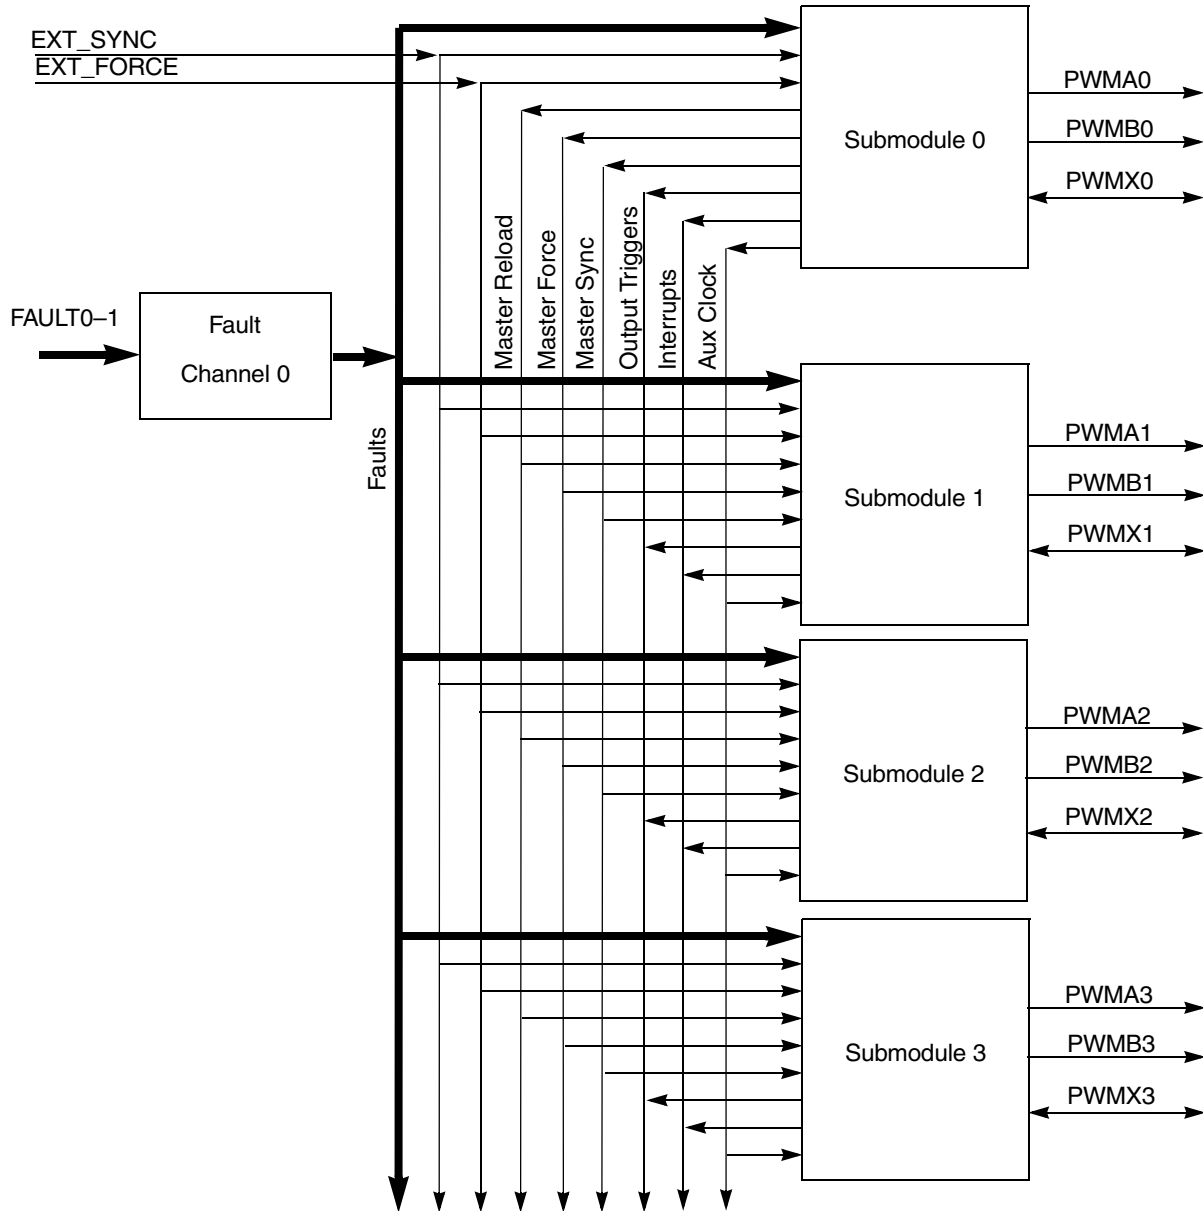 EXT_SYNC
EXT_FORCE
PWMA0
PWMB0
PWMX0
Submodule 0
Master Reload
Master Force
Master Sync
Output Triggers
Interrupts
Aux Clock
FAULT0–1
Fault
Channel 0
Faults
PWMA1
PWMB1
PWMX1
Submodule 1
PWMA2
PWMB2
PWMX2
Submodule 2
PWMA3
PWMB3
PWMX3
Submodule 3